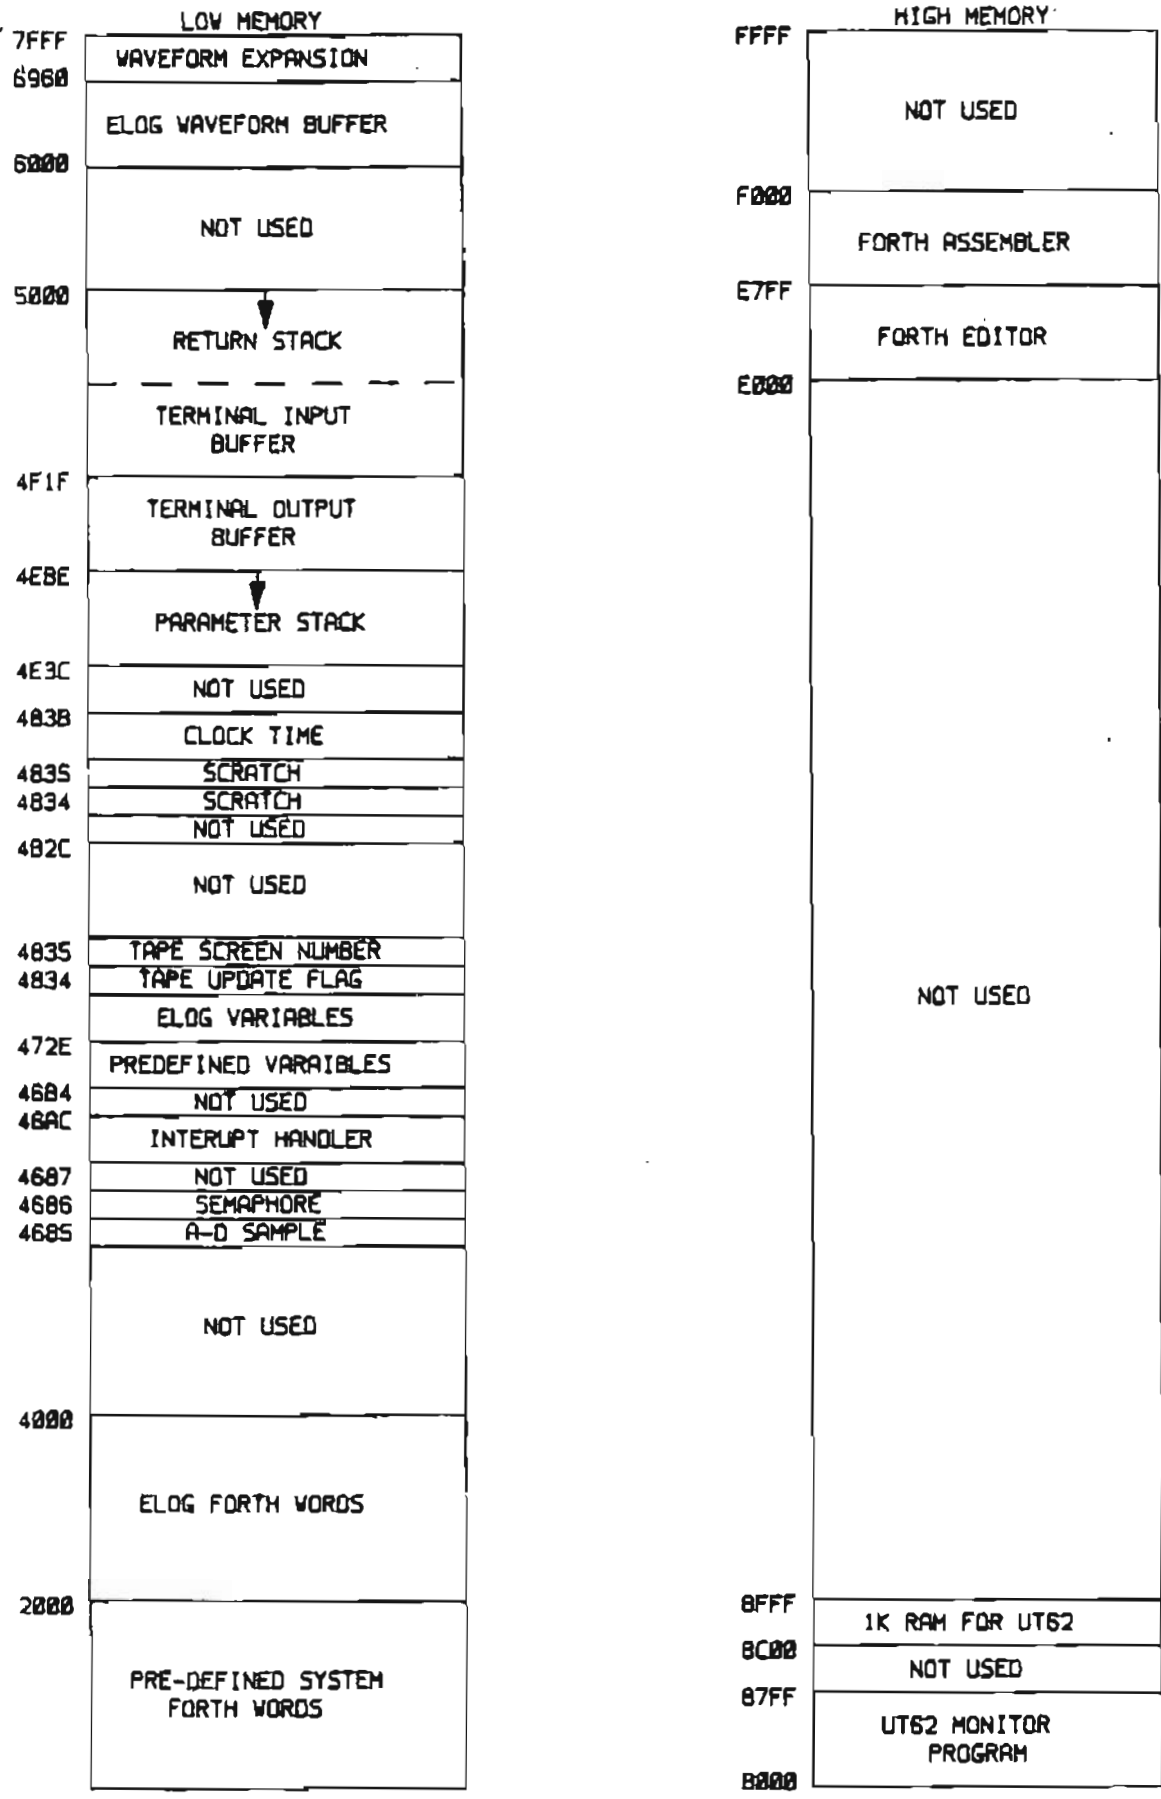 LOW MEMORY
7FFF
WAVEFORM EXPANSION
6960
ELOG WAVEFORM BUFFER
6000
NOT USED
5000
RETURN STACK
TERMINAL INPUT
BUFFER
4F1F
TERMINAL OUTPUT
BUFFER
4EBE
PARAMETER STACK
4E3C
NOT USED
483B
CLOCK TIME
4835
SCRATCH
4834
SCRATCH
NOT USED
482C
NOT USED
4835
TAPE SCREEN NUMBER
4834
TAPE UPDATE FLAG
ELOG VARIABLES
472E
PREDEFINED VARAIBLES
46B4
NOT USED
46AC
INTERUPT HANDLER
4687
NOT USED
4686
SEMAPHORE
4685
A-D SAMPLE
NOT USED
4000
ELOG FORTH WORDS
2000
PRE-DEFINED SYSTEM
FORTH WORDS
HIGH MEMORY
FFFF
NOT USED
F000
FORTH ASSEMBLER
E7FF
FORTH EDITOR
E000
NOT USED
8FFF
1K RAM FOR UT62
8C00
NOT USED
87FF
UT62 MONITOR
PROGRAM
8000